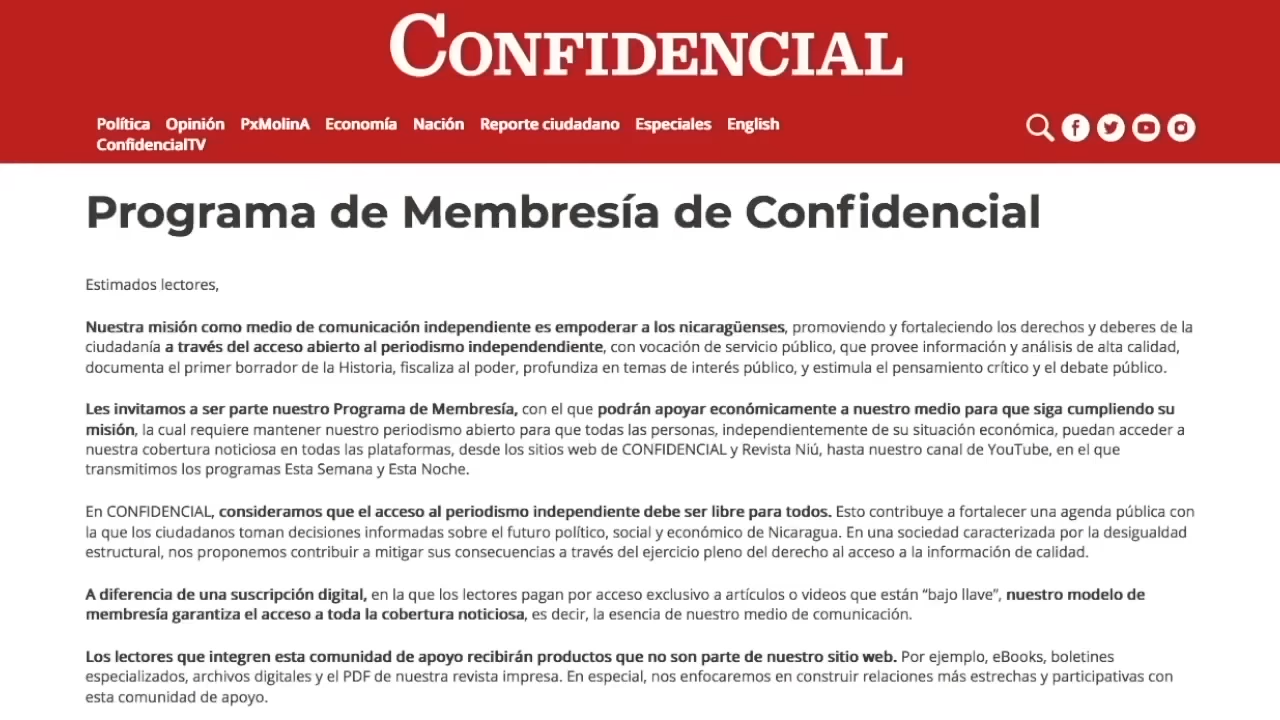 CONFIDENCIAL
Política Opinión PxMolinA Economía Nación Reporte ciudadano Especiales English
ConfidencialTV
Programa de Membresía de Confidencial
Estimados lectores,
Nuestra misión como medio de comunicación independiente es empoderar a los nicaragüenses, promoviendo y fortaleciendo los derechos y deberes de la
ciudadanía a través del acceso abierto al periodismo independendiente, con vocación de servicio público, que provee información y análisis de alta calidad,
documenta el primer borrador de la Historia, fiscaliza al poder, profundiza en temas de interés público, y estimula el pensamiento crítico y el debate público.
Les invitamos a ser parte nuestro Programa de Membresía, con el que podrán apoyar económicamente a nuestro medio para que siga cumpliendo su
misión, la cual requiere mantener nuestro periodismo abierto para que todas las personas, independientemente de su situación económica, puedan acceder a
nuestra cobertura noticiosa en todas las plataformas, desde los sitios web de CONFIDENCIAL y Revista Niú, hasta nuestro canal de YouTube, en el que
transmitimos los programas Esta Semana y Esta Noche.
En CONFIDENCIAL, consideramos que el acceso al periodismo independiente debe ser libre para todos. Esto contribuye a fortalecer una agenda pública con
la que los ciudadanos toman decisiones informadas sobre el futuro político, social y económico de Nicaragua. En una sociedad caracterizada por la desigualdad
estructural, nos proponemos contribuir a mitigar sus consecuencias a través del ejercicio pleno del derecho al acceso a la información de calidad.
A diferencia de una suscripción digital, en la que los lectores pagan por acceso exclusivo a artículos o videos que están “bajo llave”, nuestro modelo de
membresía garantiza el acceso a toda la cobertura noticiosa, es decir, la esencia de nuestro medio de comunicación.
Los lectores que integren esta comunidad de apoyo recibirán productos que no son parte de nuestro sitio web. Por ejemplo, eBooks, boletines
especializados, archivos digitales y el PDF de nuestra revista impresa. En especial, nos enfocaremos en construir relaciones más estrechas y participativas con
esta comunidad de apoyo.